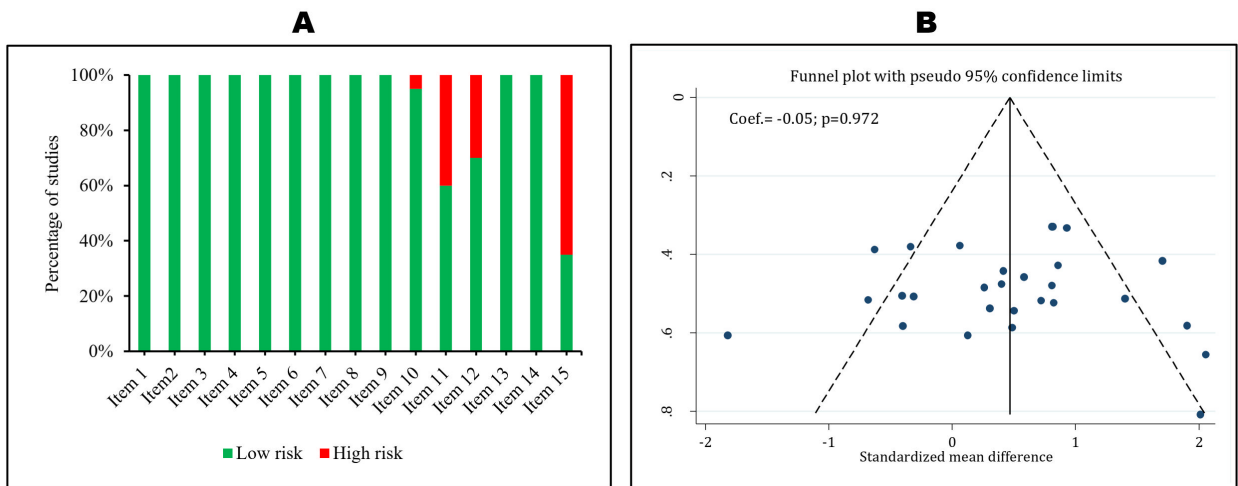 A
B
100%
80%
60%
40%
20%
0%
Percentage of studies
Item 1
Item2
Item 3
Item 4
Item 5
Item 6
Item 7
Item 8
Item 9
Item 10
Item 11
Item 12
Item 13
Item 14
Item 15
Low risk High risk
Funnel plot with pseudo 95% confidence limits
Coef.= -0.05; p=0.972
0
.2
.4
.6
.8
-2 -1 0 1 2
Standardized mean difference